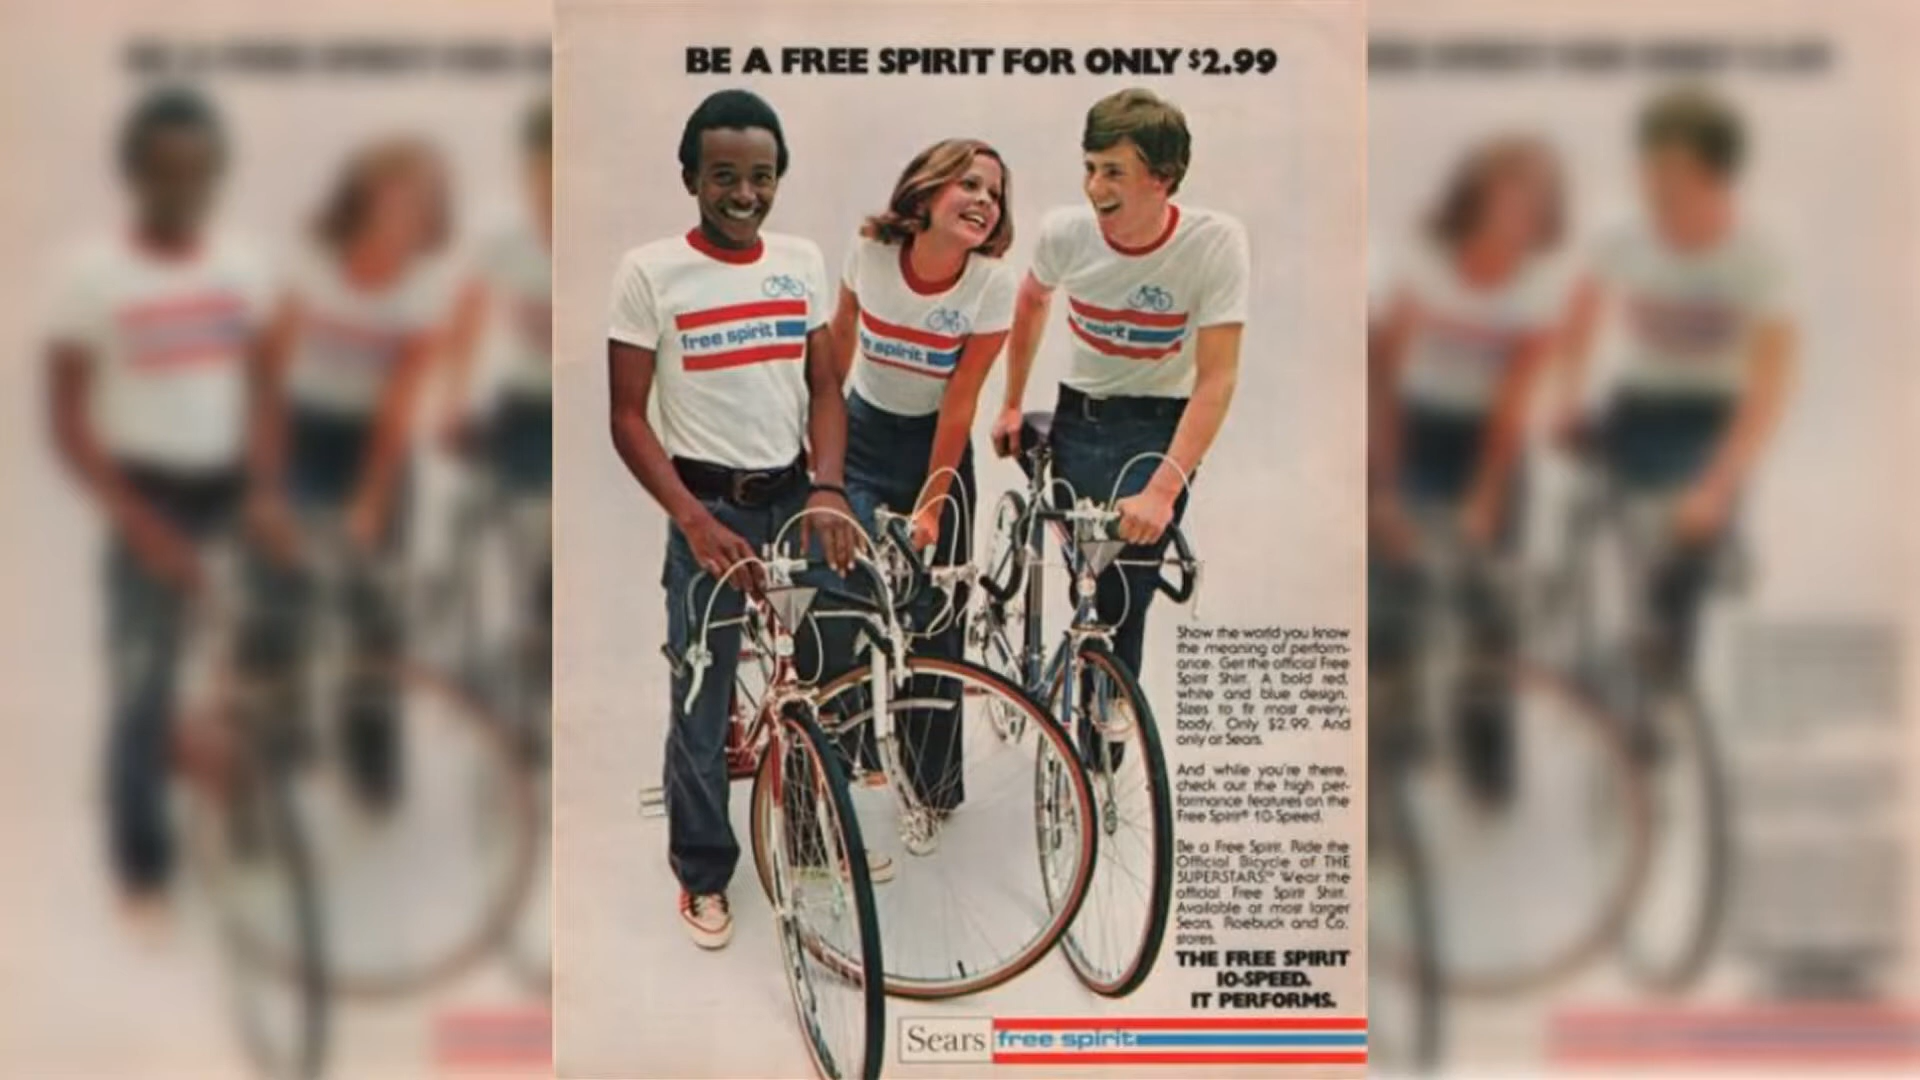 BE A FREE SPIRIT FOR ONLY $2.99
free spirit
spirit
spirit
Show the world you know
the meaning of perform-
ance. Get the official Free
Spirit Shirt. A bold red,
white and blue design.
Sizes to fit most every-
body. Only $2.99. And
only at Sears.
And while you're there,
check out the high per-
formance features on the
Free Spirit® 10-Speed.
Be a Free Spirit. Ride the
Official Bicycle of THE
SUPERSTARS.™ Wear the
official Free Spirit Shirt.
Available at most larger
Sears, Roebuck and Co.
stores.
THE FREE SPIRIT
10-SPEED.
IT PERFORMS.
Sears free spirit